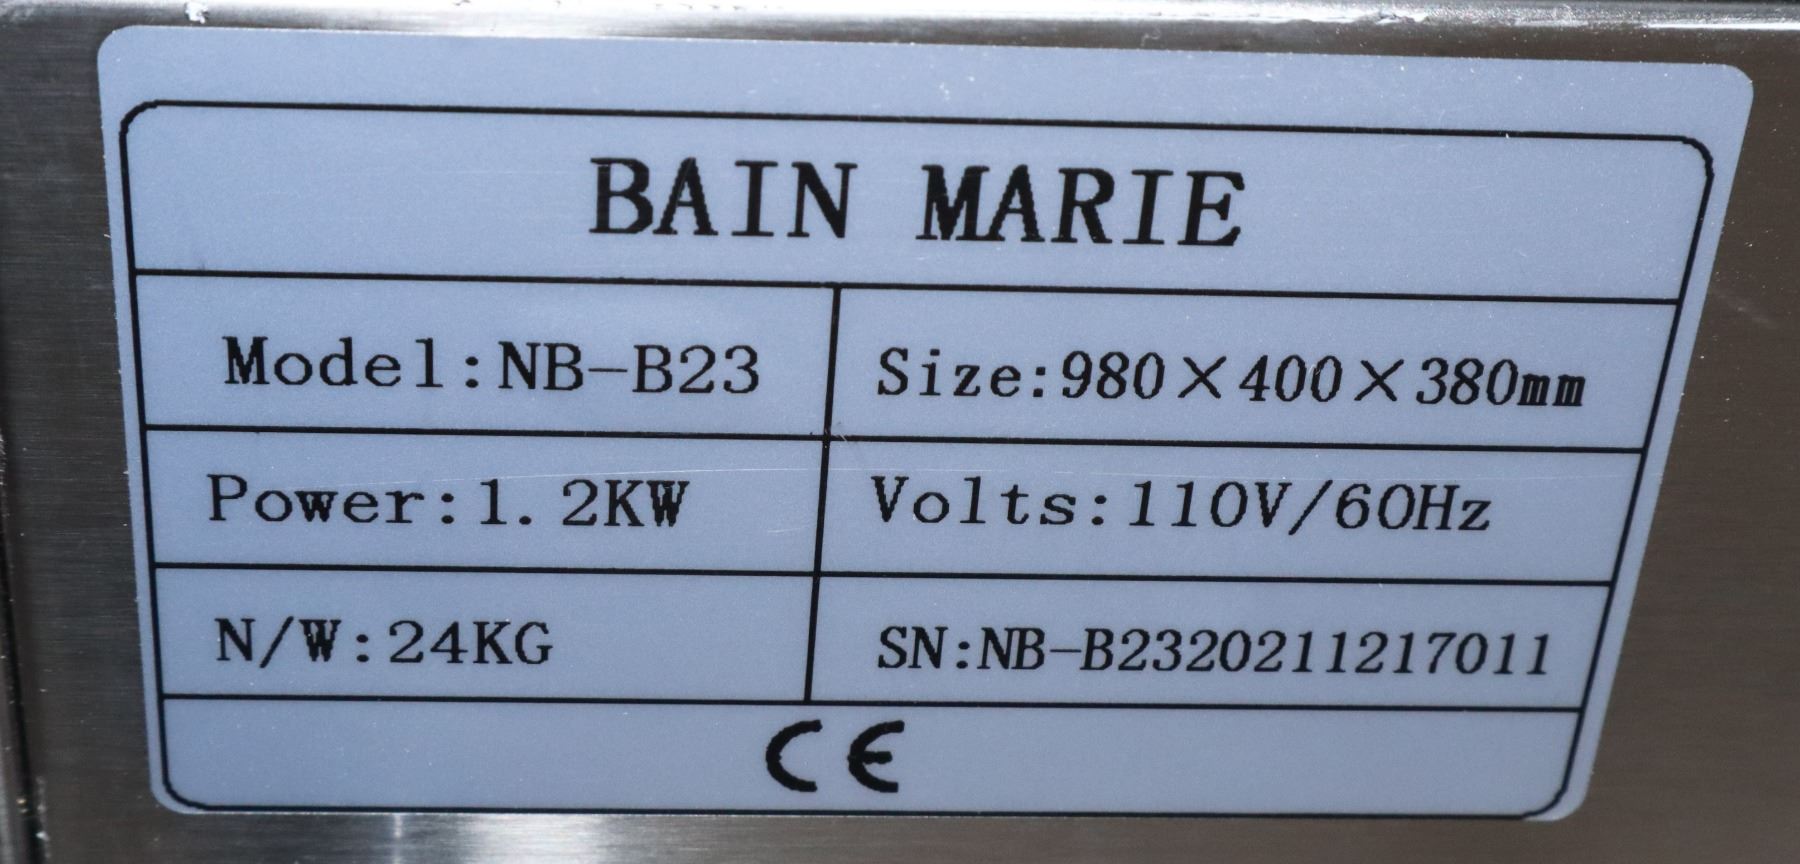 BAIN MARIE
Model:NB-B23
Size:980×400×380mm
Power:1.2KW
Volts:110V/60Hz
N/W:24KG
SN:NB-B2320211217011
CE